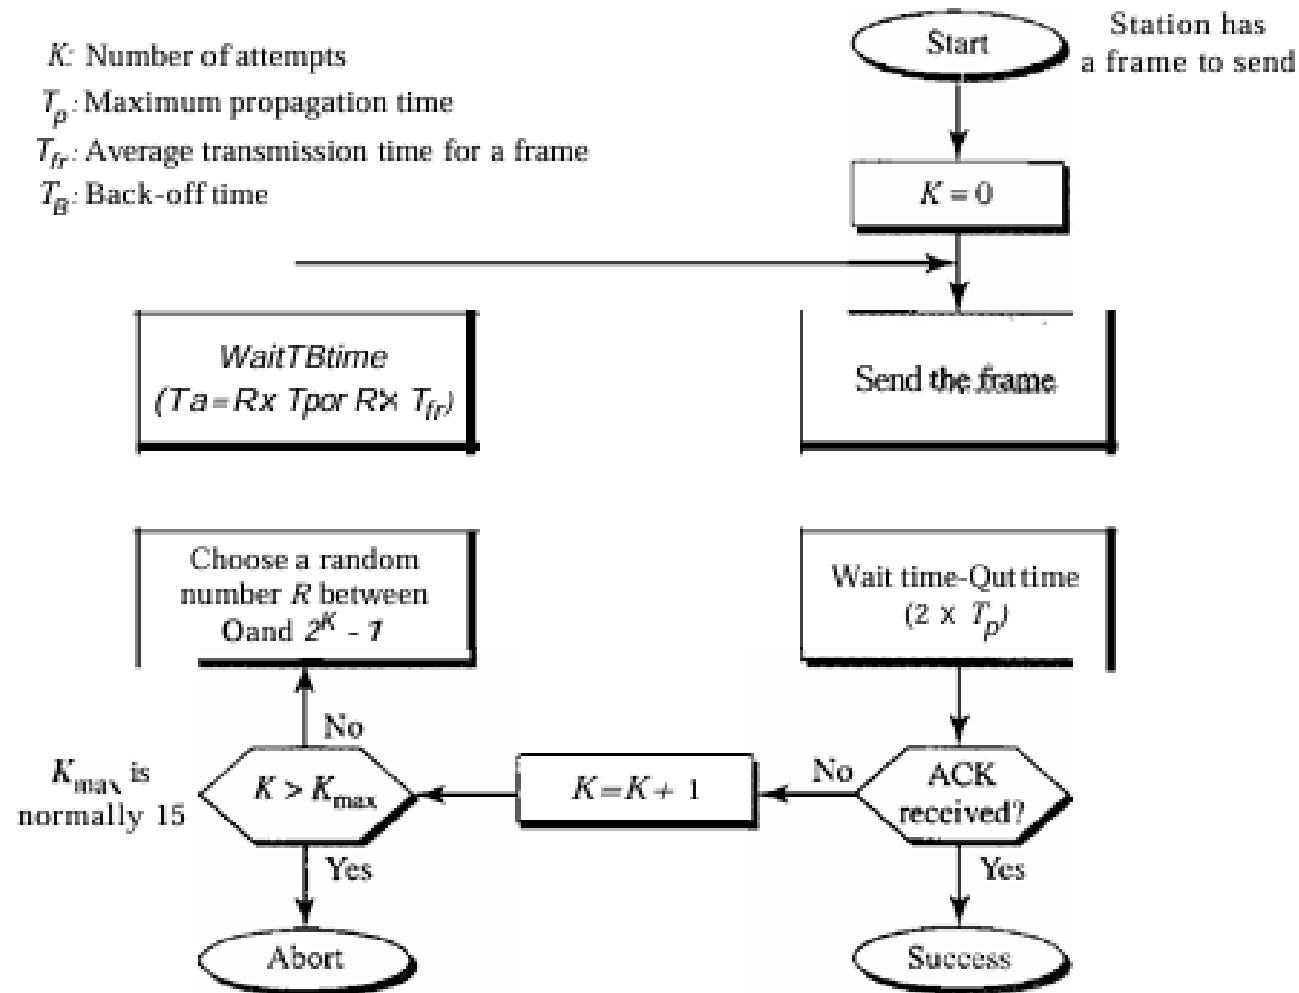 Station has
a frame to send
Start
K: Number of attempts
Tp: Maximum propagation time
Tfr: Average transmission time for a frame
TB: Back-off time
K = 0
WaitTBtime
(Ta=Rx Tpor RX Tfr)
Send the frame
Choose a random
number R between
0and 2^K - 1
Wait time-Qut time
(2 x Tp)
No
Kmax is
normally 15
K > Kmax
K=K + 1
No
ACK
received?
Yes
Yes
Abort
Success